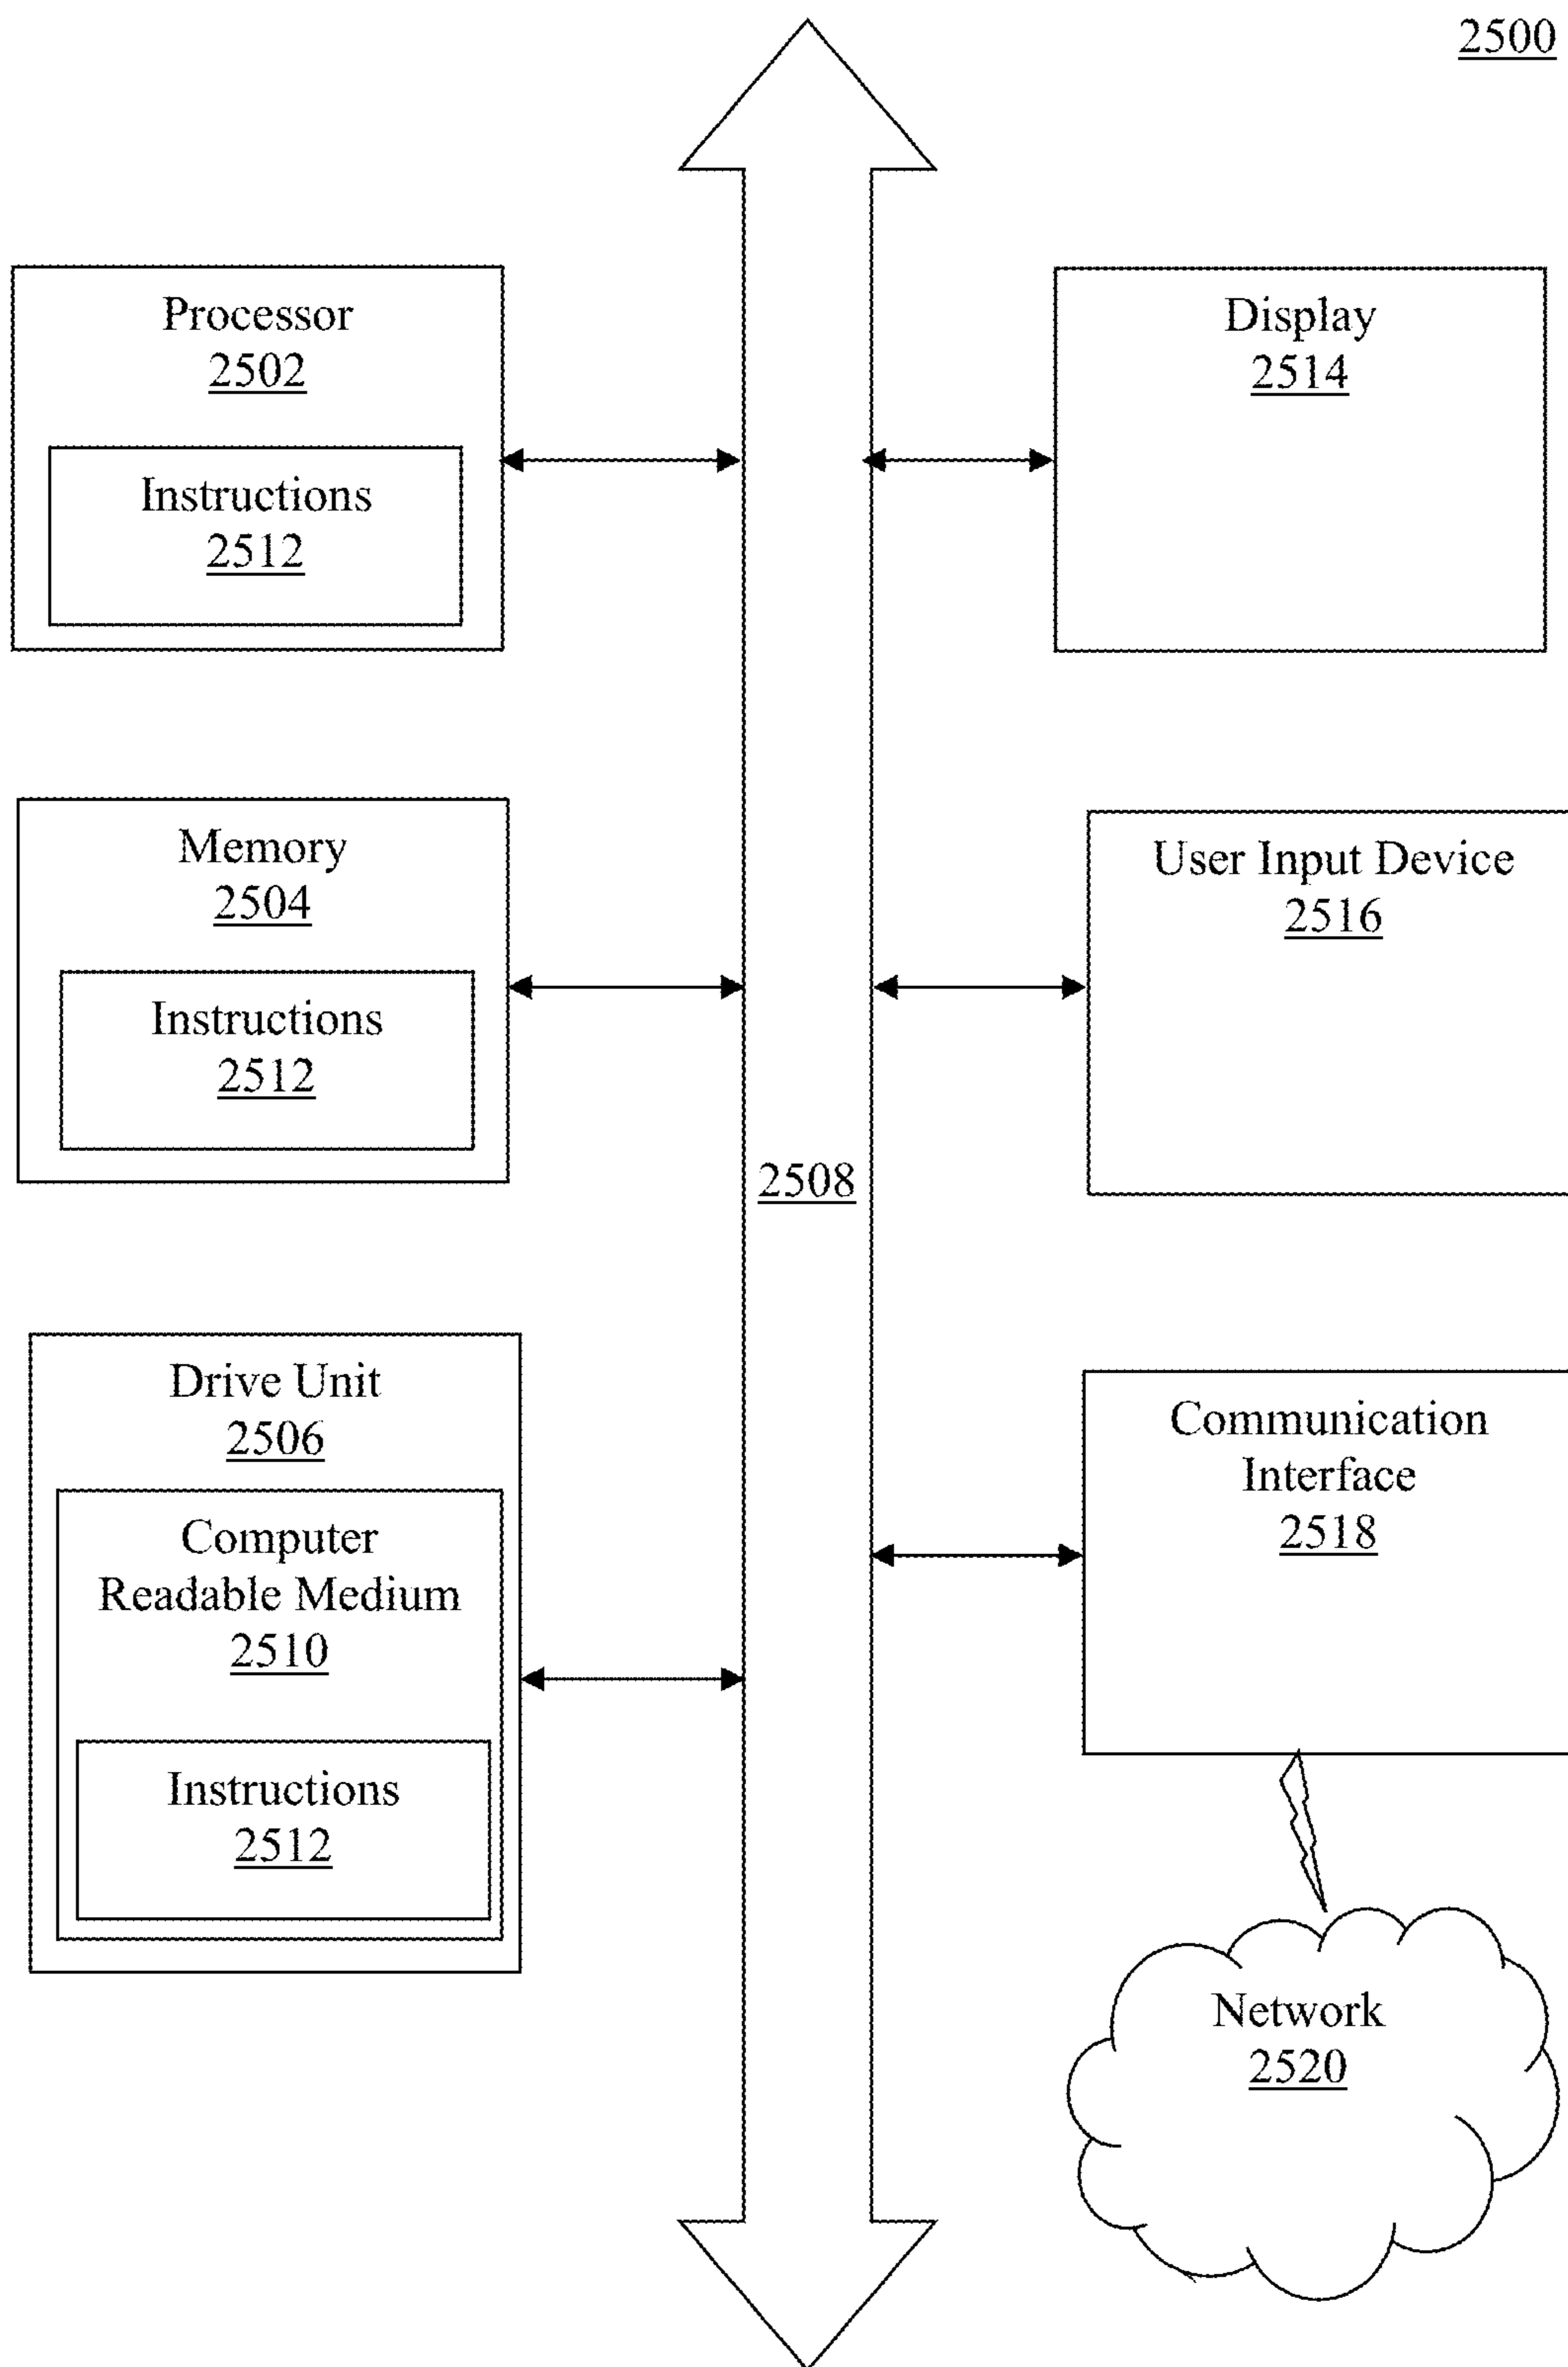 2500
Processor
2502
Instructions
2512
Display
2514
Memory
2504
Instructions
2512
User Input Device
2516
2508
Drive Unit
2506
Computer
Readable Medium
2510
Instructions
2512
Communication
Interface
2518
Network
2520